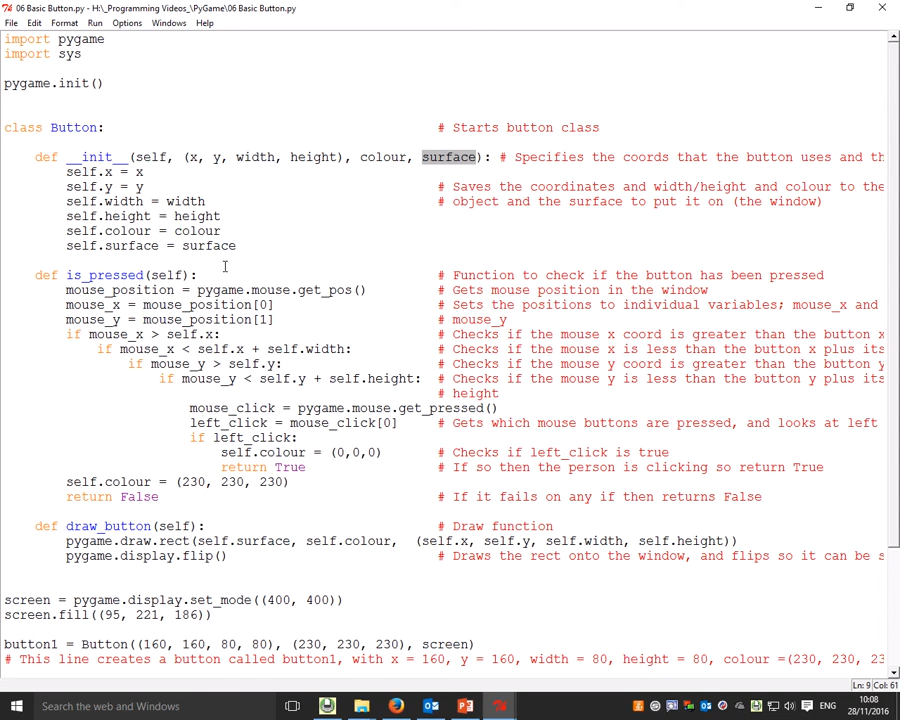 06 Basic Button.py - H:\_Programming Videos_\PyGame\06 Basic Button.py
File Edit Format Run Options Windows Help
import pygame
import sys
pygame.init()
class Button: # Starts button class
def __init__(self, (x, y, width, height), colour, surface): # Specifies the coords that the button uses and th
self.x = x
self.y = y # Saves the coordinates and width/height and colour to the
self.width = width # object and the surface to put it on (the window)
self.height = height
self.colour = colour
self.surface = surface
def is_pressed(self): # Function to check if the button has been pressed
mouse_position = pygame.mouse.get_pos() # Gets mouse position in the window
mouse_x = mouse_position[0] # Sets the positions to individual variables; mouse_x and
mouse_y = mouse_position[1] # mouse_y
if mouse_x > self.x: # Checks if the mouse x coord is greater than the button x
if mouse_x < self.x + self.width: # Checks if the mouse x is less than the button x plus its
if mouse_y > self.y: # Checks if the mouse y coord is greater than the button y
if mouse_y < self.y + self.height: # Checks if the mouse y is less than the button y plus its
# height
mouse_click = pygame.mouse.get_pressed()
left_click = mouse_click[0] # Gets which mouse buttons are pressed, and looks at left
if left_click:
self.colour = (0,0,0) # Checks if left_click is true
return True # If so then the person is clicking so return True
self.colour = (230, 230, 230)
return False # If it fails on any if then returns False
def draw_button(self): # Draw function
pygame.draw.rect(self.surface, self.colour, (self.x, self.y, self.width, self.height))
pygame.display.flip() # Draws the rect onto the window, and flips so it can be s
screen = pygame.display.set_mode((400, 400))
screen.fill((95, 221, 186))
button1 = Button((160, 160, 80, 80), (230, 230, 230), screen)
# This line creates a button called button1, with x = 160, y = 160, width = 80, height = 80, colour =(230, 230, 23
Ln: 9 Col: 61
Search the web and Windows
ENG
10:08
28/11/2016